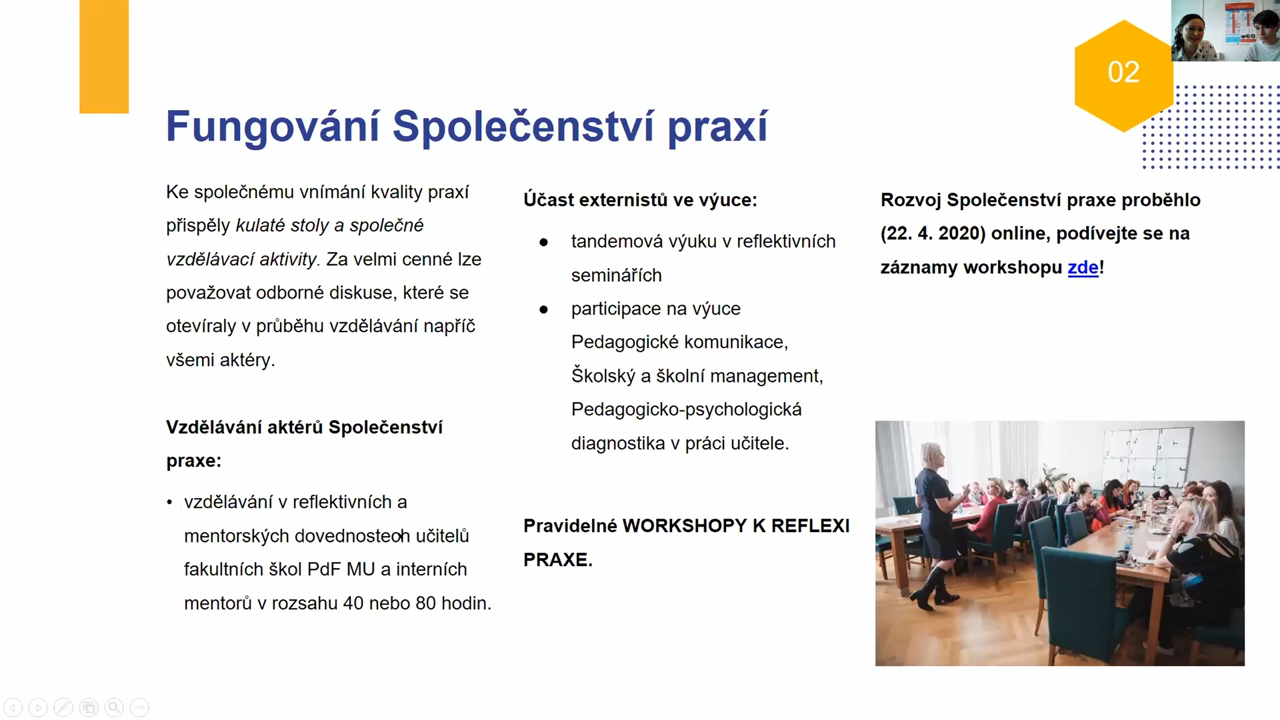 02
Fungování Společenství praxí
Ke společnému vnímání kvality praxí
přispěly kulaté stoly a společné
vzdělávací aktivity. Za velmi cenné lze
považovat odborné diskuse, které se
otevíraly v průběhu vzdělávání napříč
všemi aktéry.
Vzdělávání aktérů Společenství
praxe:
• vzdělávání v reflektivních a
mentorských dovednostech učitelů
fakultních škol PdF MU a interních
mentorů v rozsahu 40 nebo 80 hodin.
Účast externistů ve výuce:
● tandemová výuku v reflektivních
seminářích
● participace na výuce
Pedagogické komunikace,
Školský a školní management,
Pedagogicko-psychologická
diagnostika v práci učitele.
Pravidelné WORKSHOPY K REFLEXI
PRAXE.
Rozvoj Společenství praxe proběhlo
(22. 4. 2020) online, podívejte se na
záznamy workshopu zde!